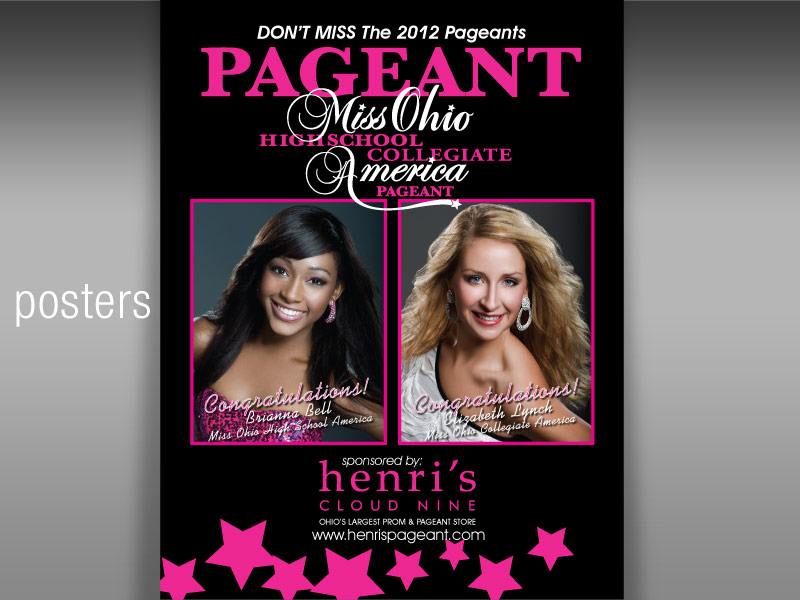 DON'T MISS The 2012 Pageants
PAGEANT
Miss Ohio
HIGH SCHOOL
COLLEGIATE
America
PAGEANT
posters
Congratulations!
Brianna Bell
Miss Ohio High School America
Congratulations!
Elizabeth Lynch
Miss Ohio Collegiate America
sponsored by:
henri's
CLOUD NINE
OHIO'S LARGEST PROM & PAGEANT STORE
www.henrispageant.com